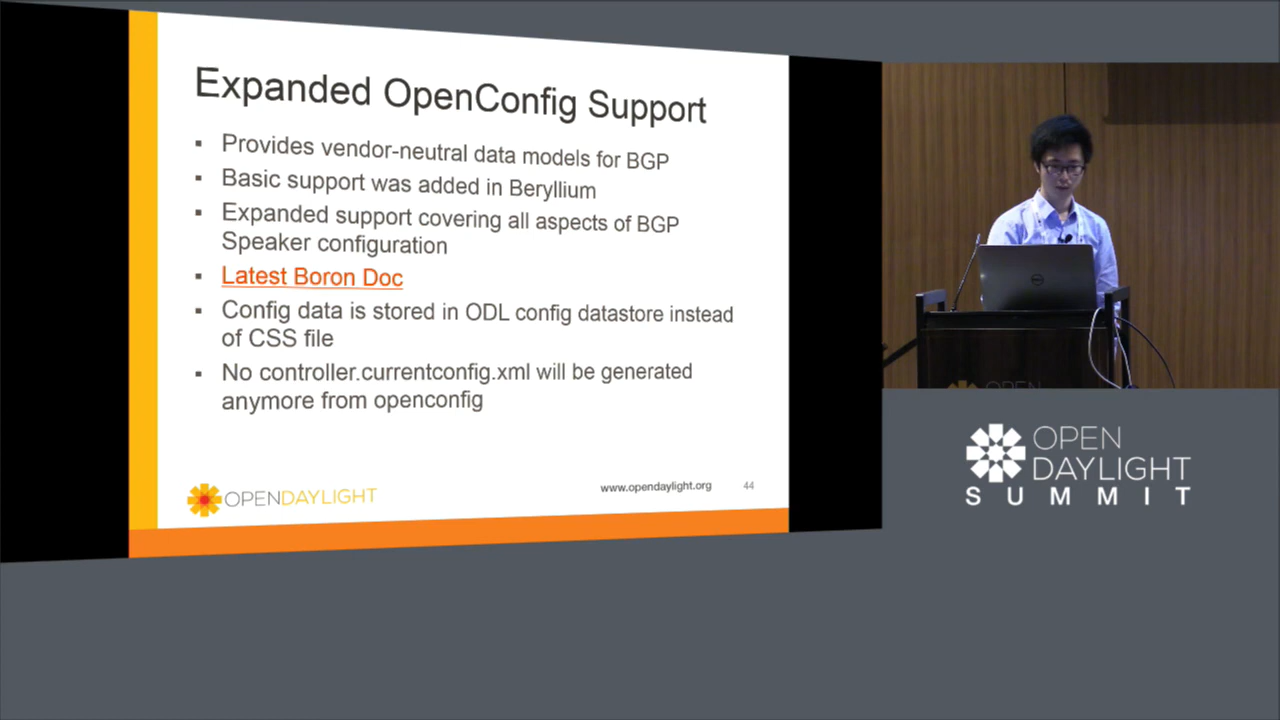 Expanded OpenConfig Support
▪ Provides vendor-neutral data models for BGP
▪ Basic support was added in Beryllium
▪ Expanded support covering all aspects of BGP
Speaker configuration
▪ Latest Boron Doc
▪ Config data is stored in ODL config datastore instead
of CSS file
▪ No controller.currentconfig.xml will be generated
anymore from openconfig
OPENDAYLIGHT
www.opendaylight.org
44
OPEN
OPEN
DAYLIGHT
SUMMIT